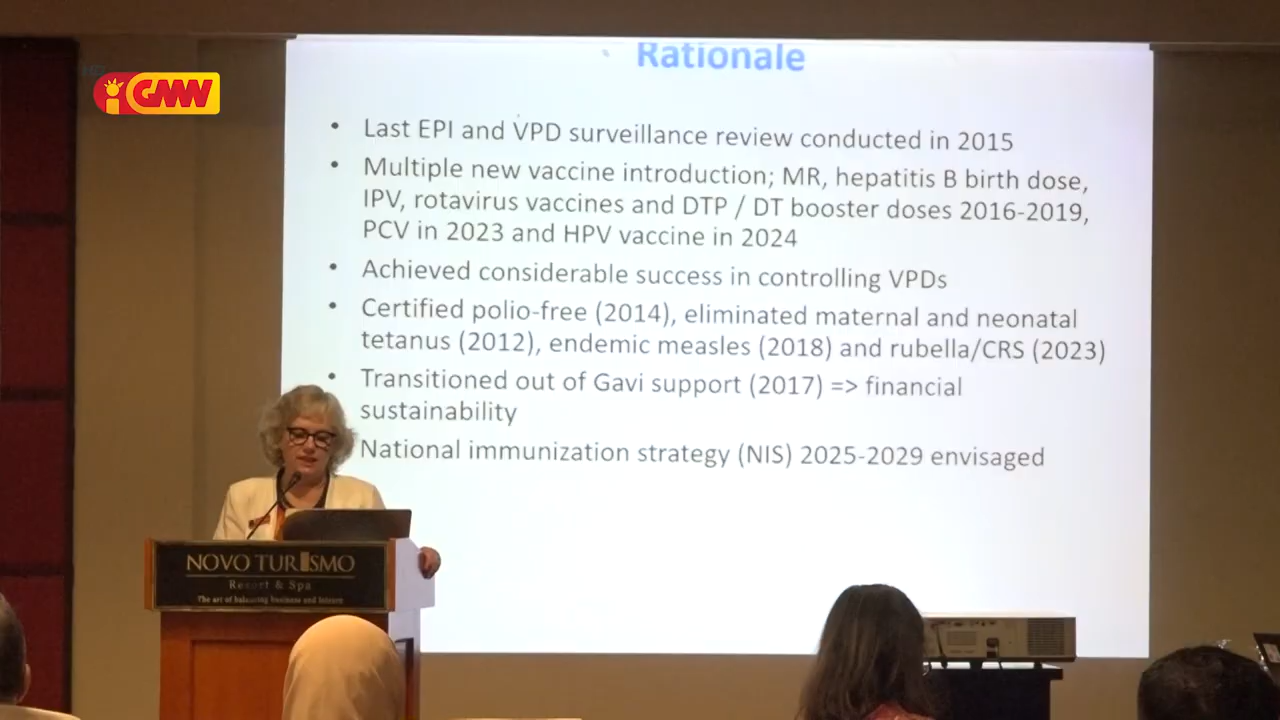 GMN
Rationale
• Last EPI and VPD surveillance review conducted in 2015
• Multiple new vaccine introduction; MR, hepatitis B birth dose,
IPV, rotavirus vaccines and DTP / DT booster doses 2016-2019,
PCV in 2023 and HPV vaccine in 2024
• Achieved considerable success in controlling VPDs
• Certified polio-free (2014), eliminated maternal and neonatal
tetanus (2012), endemic measles (2018) and rubella/CRS (2023)
• Transitioned out of Gavi support (2017) => financial
sustainability
National immunization strategy (NIS) 2025-2029 envisaged
NOVO TURISMO
Resort & Spa
The art of balancing business and leisure